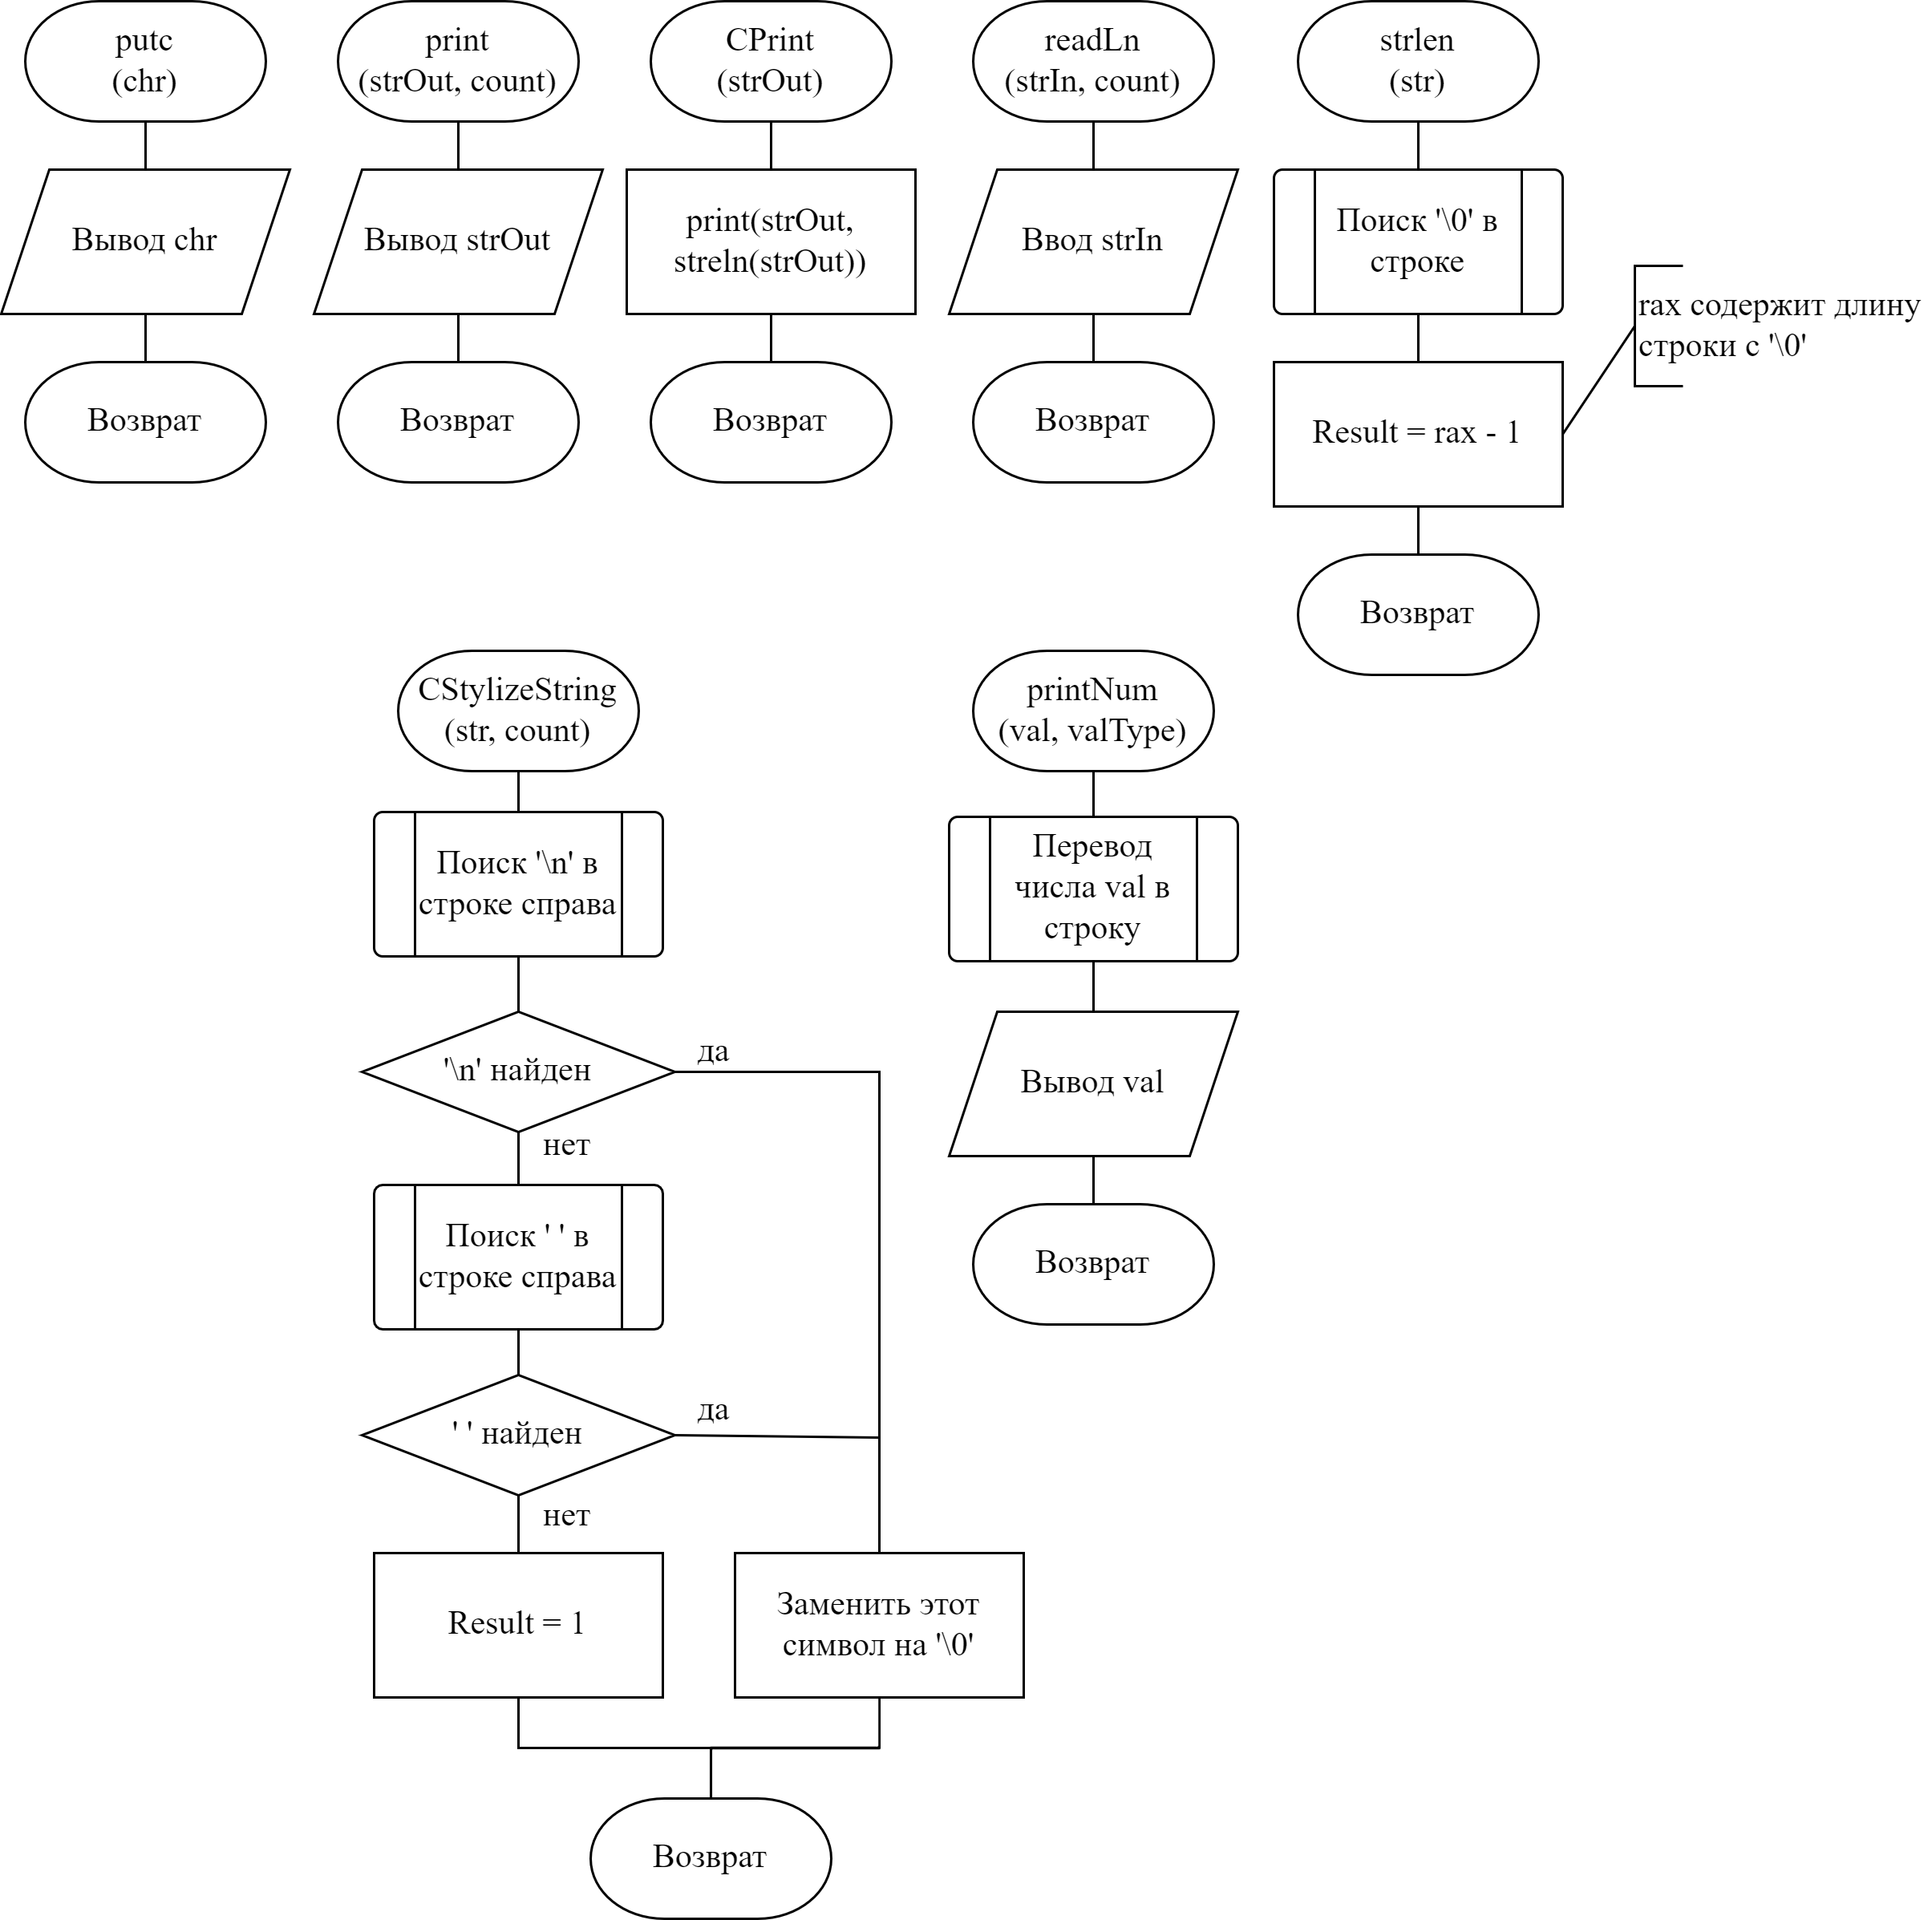 putc
(chr)
Вывод chr
Возврат
print
(strOut, count)
Вывод strOut
Возврат
CPrint
(strOut)
print(strOut,
streln(strOut))
Возврат
readLn
(strIn, count)
Ввод strIn
Возврат
strlen
(str)
Поиск '\0' в
строке
Result = rax - 1
rax содержит длину
строки с '\0'
Возврат
CStylizeString
(str, count)
Поиск '\n' в
строке справа
'\n' найден
да
нет
Поиск ' ' в
строке справа
' ' найден
да
нет
Result = 1
Заменить этот
символ на '\0'
Возврат
printNum
(val, valType)
Перевод
числа val в
строку
Вывод val
Возврат